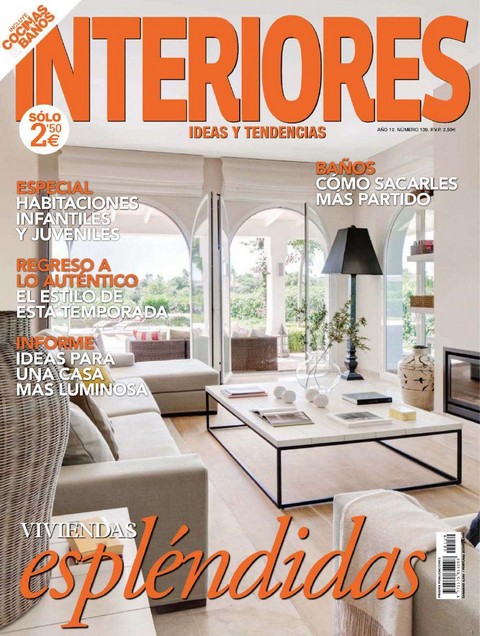 INCLUYE
COCINAS
BAÑOS
INTERIORES
IDEAS Y TENDENCIAS
AÑO 12. NÚMERO 139. P.V.P. 2,50€
SÓLO
2'50
€
ESPECIAL
HABITACIONES
INFANTILES
Y JUVENILES
BAÑOS
CÓMO SACARLES
MÁS PARTIDO
REGRESO A
LO AUTÉNTICO
EL ESTILO DE
ESTA TEMPORADA
INFORME
IDEAS PARA
UNA CASA
MÁS LUMINOSA
VIVIENDAS
espléndidas